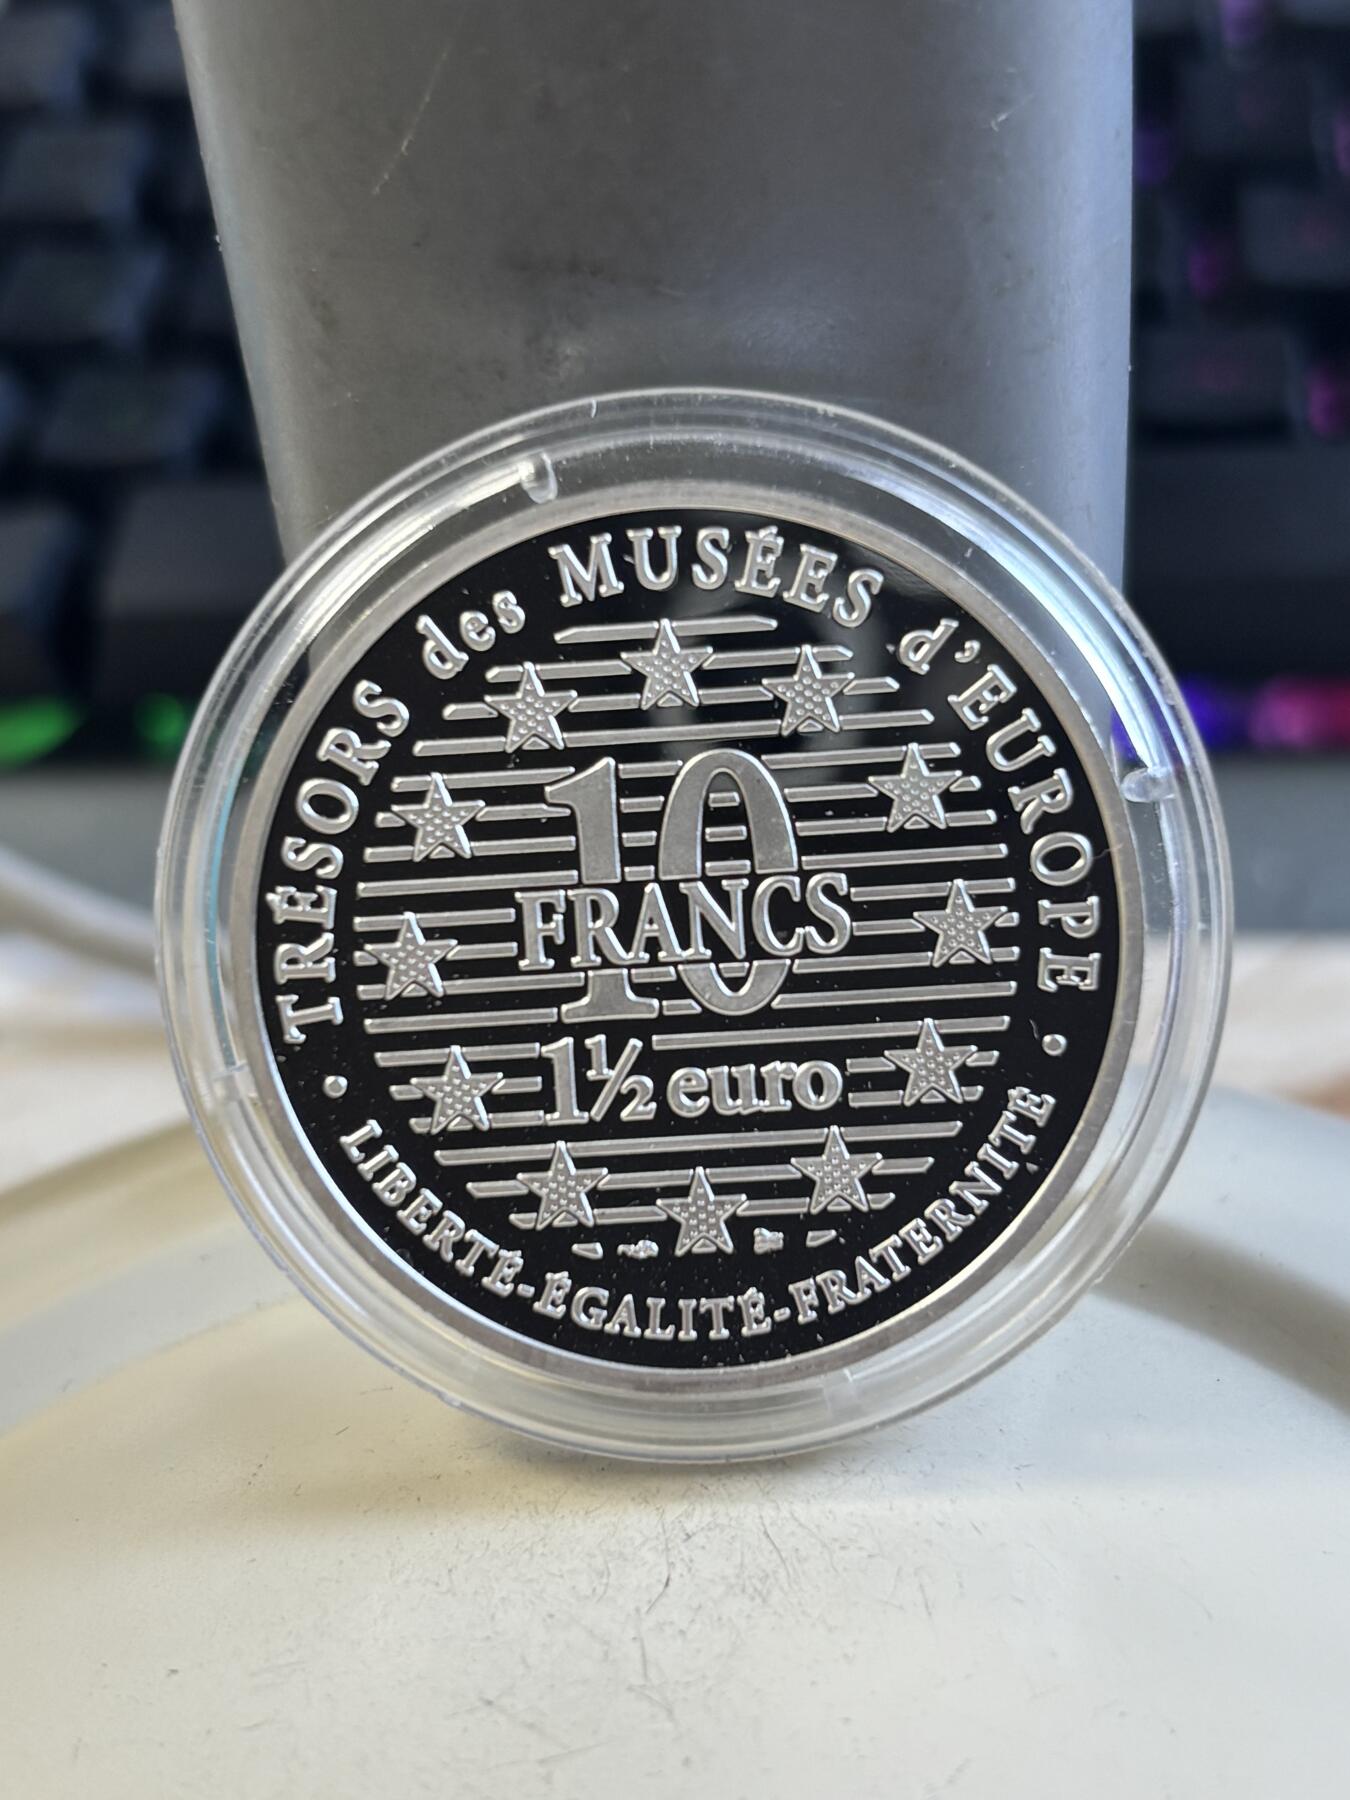 TRÉSORS des MUSÉES d'EUROPE
10
FRANCS
1½ euro
LIBERTÉ-ÉGALITÉ-FRATERNITÉ